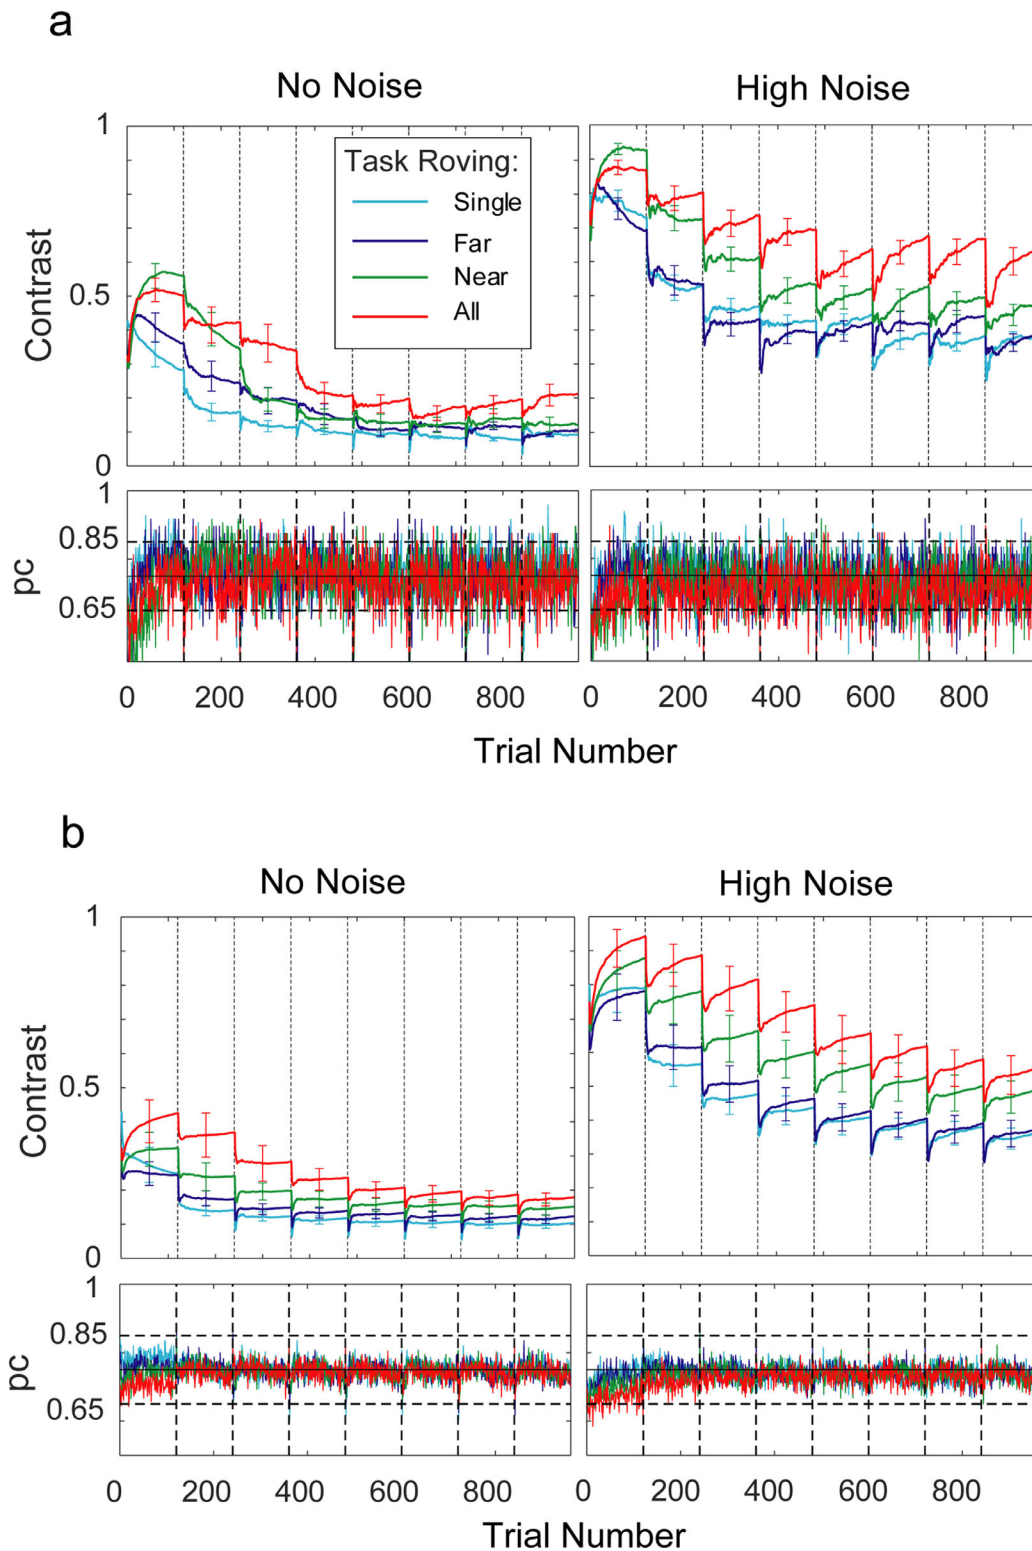 a
No Noise
High Noise
1
0.5
0
Contrast
Task Roving:
Single
Far
Near
All
1
0.85
0.65
pc
0 200 400 600 800
0 200 400 600 800
Trial Number
b
No Noise
High Noise
1
0.5
0
Contrast
1
0.85
0.65
pc
0 200 400 600 800
0 200 400 600 800
Trial Number